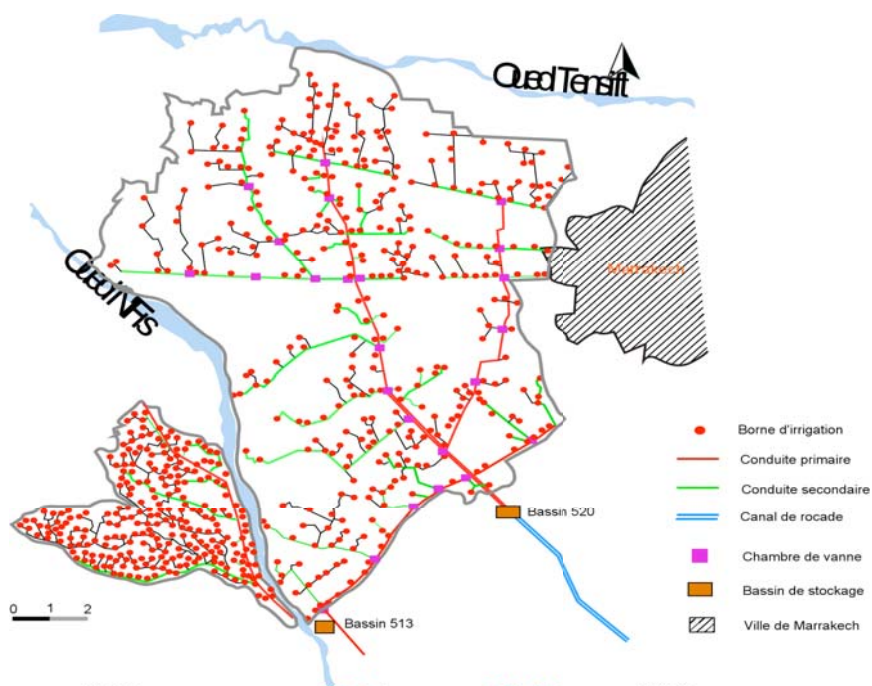 Oued Tensift
Oued N'Fis
Marrakech
Borne d'irrigation
Conduite primaire
Conduite secondaire
Bassin 520
Canal de rocade
Chambre de vanne
Bassin de stockage
0 1 2
Bassin 513
Ville de Marrakech